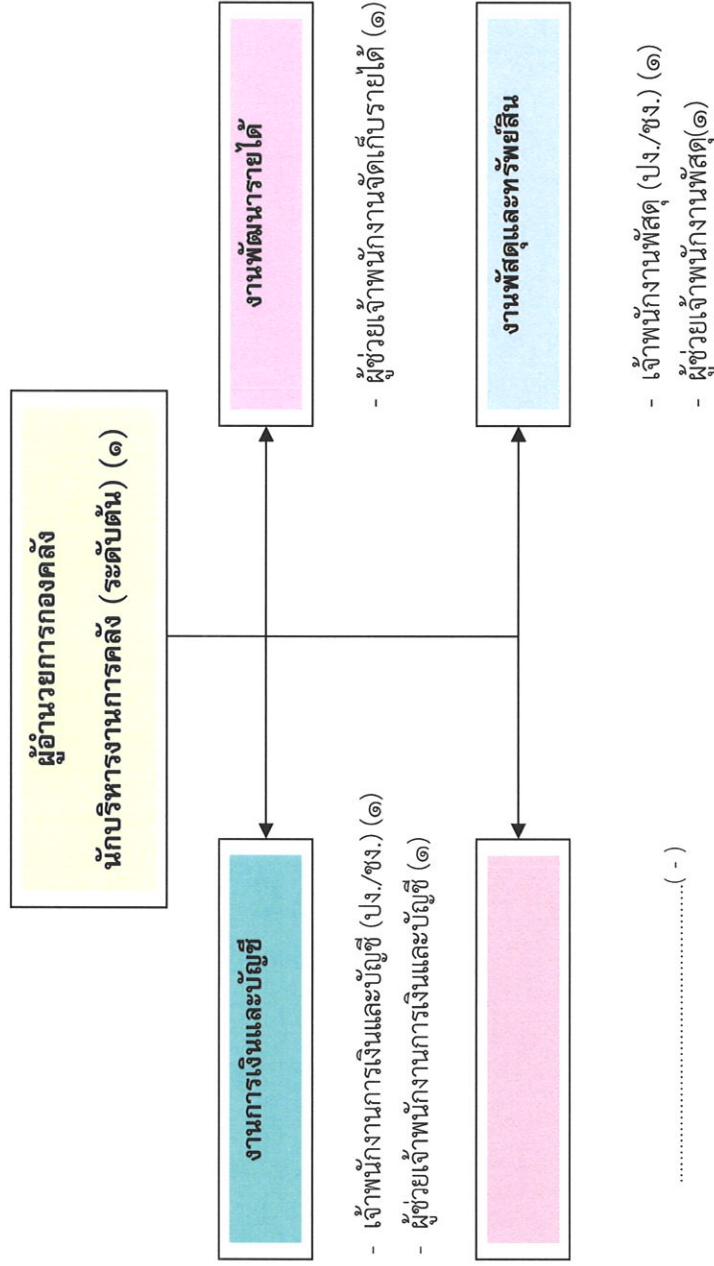 ผู้อำนวยการกองคลัง
นักบริหารงานการคลัง (ระดับต้น) (๑)
งานการเงินและบัญชี
- เจ้าพนักงานการเงินและบัญชี (ปง./ชง.) (๑)
- ผู้ช่วยเจ้าพนักงานการเงินและบัญชี (๑)
งานพัฒนารายได้
- ผู้ช่วยเจ้าพนักงานจัดเก็บรายได้ (๑)
..........................................( - )
งานพัสดุและทรัพย์สิน
- เจ้าพนักงานพัสดุ (ปง./ชง.) (๑)
- ผู้ช่วยเจ้าพนักงานพัสดุ(๑)